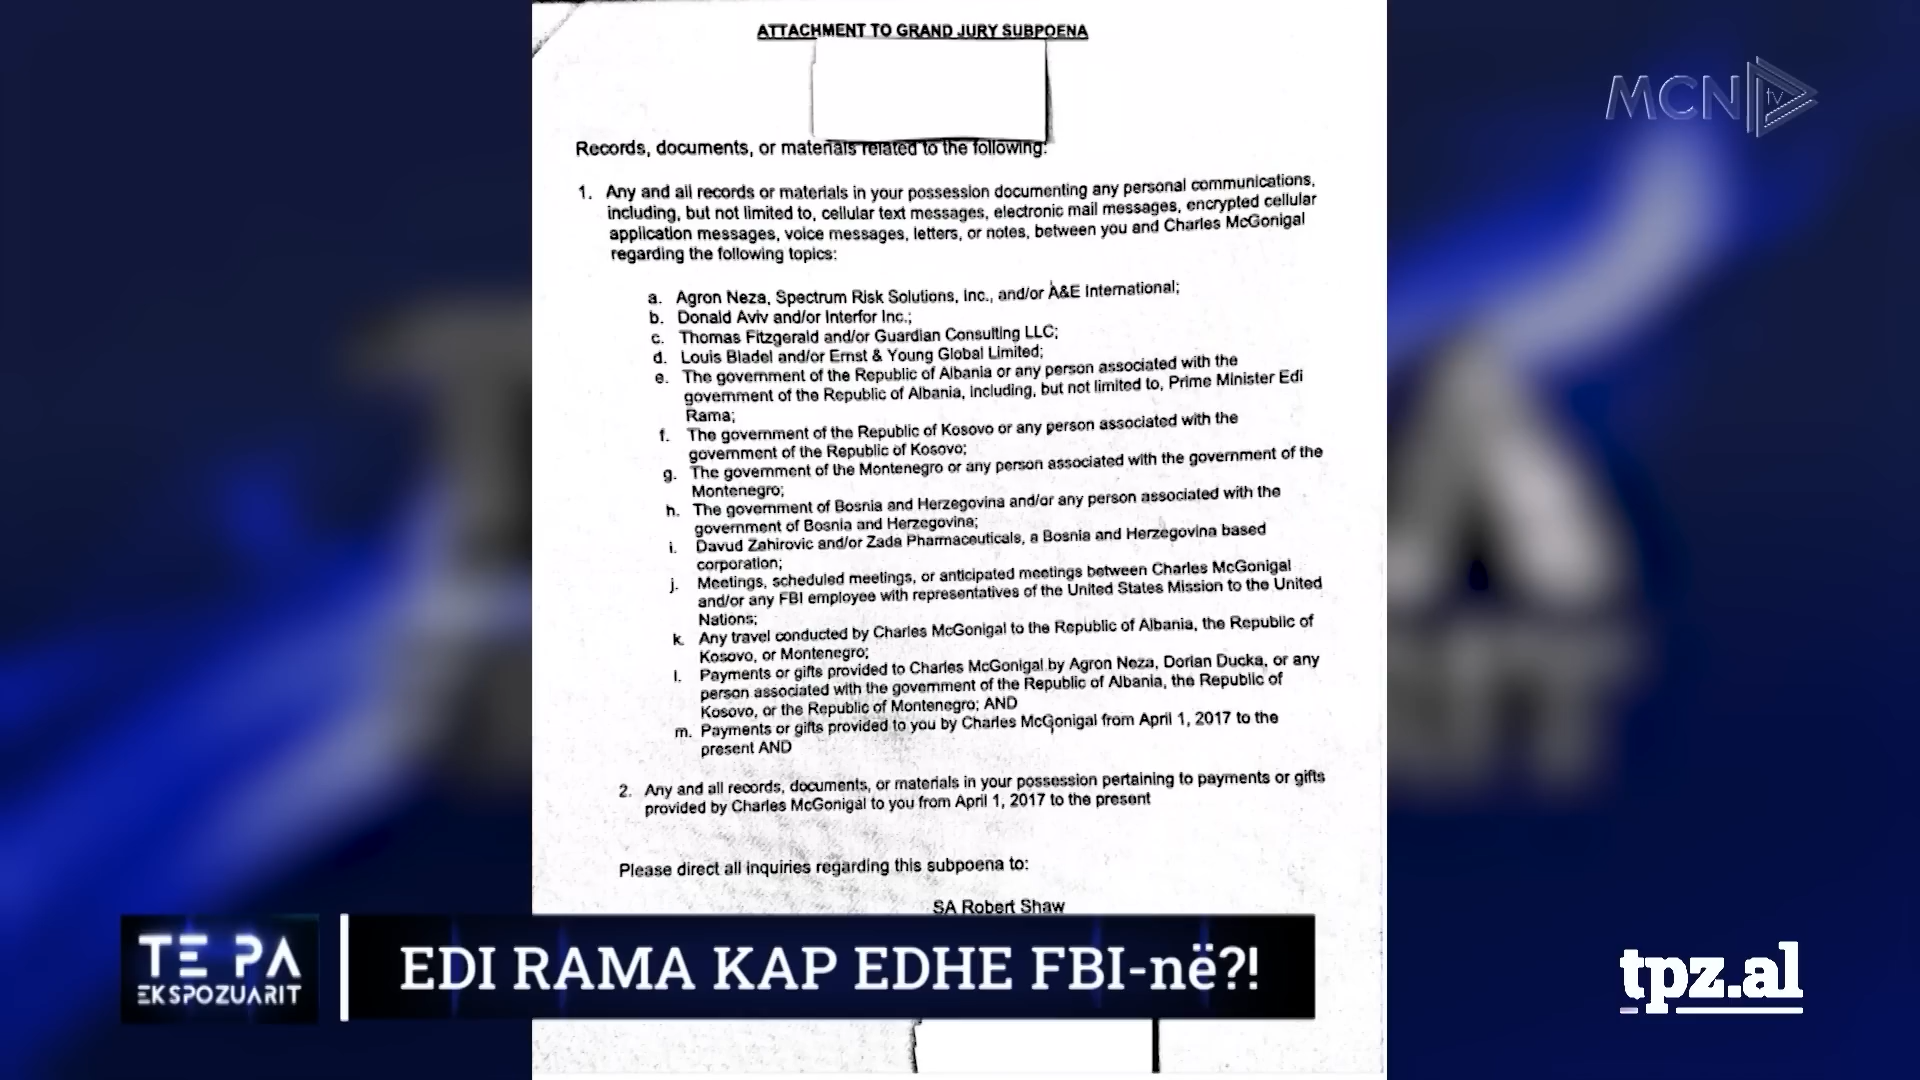 ATTACHMENT TO GRAND JURY SUBPOENA
MCN tv
Records, documents, or materials related to the following:
1. Any and all records or materials in your possession documenting any personal communications,
including, but not limited to, cellular text messages, electronic mail messages, encrypted cellular
application messages, voice messages, letters, or notes, between you and Charles McGonigal
regarding the following topics:
a. Agron Neza, Spectrum Risk Solutions, Inc., and/or A&E International;
b. Donald Aviv and/or Interfor Inc.;
c. Thomas Fitzgerald and/or Guardian Consulting LLC;
d. Louis Bladel and/or Ernst & Young Global Limited;
e. The government of the Republic of Albania or any person associated with the
government of the Republic of Albania, including, but not limited to, Prime Minister Edi
Rama;
f. The government of the Republic of Kosovo or any person associated with the
government of the Republic of Kosovo;
g. The government of the Montenegro or any person associated with the government of the
Montenegro;
h. The government of Bosnia and Herzegovina and/or any person associated with the
government of Bosnia and Herzegovina;
i. Davud Zahirovic and/or Zada Pharmaceuticals, a Bosnia and Herzegovina based
corporation;
j. Meetings, scheduled meetings, or anticipated meetings between Charles McGonigal
and/or any FBI employee with representatives of the United States Mission to the United
Nations;
k. Any travel conducted by Charles McGonigal to the Republic of Albania, the Republic of
Kosovo, or Montenegro;
l. Payments or gifts provided to Charles McGonigal by Agron Neza, Dorian Ducka, or any
person associated with the government of the Republic of Albania, the Republic of
Kosovo, or the Republic of Montenegro; AND
m. Payments or gifts provided to you by Charles McGonigal from April 1, 2017 to the
present AND
2. Any and all records, documents, or materials in your possession pertaining to payments or gifts
provided by Charles McGonigal to you from April 1, 2017 to the present
Please direct all inquiries regarding this subpoena to:
SA Robert Shaw
TE PA
EKSPOZUARIT
EDI RAMA KAP EDHE FBI-në?!
tpz.al